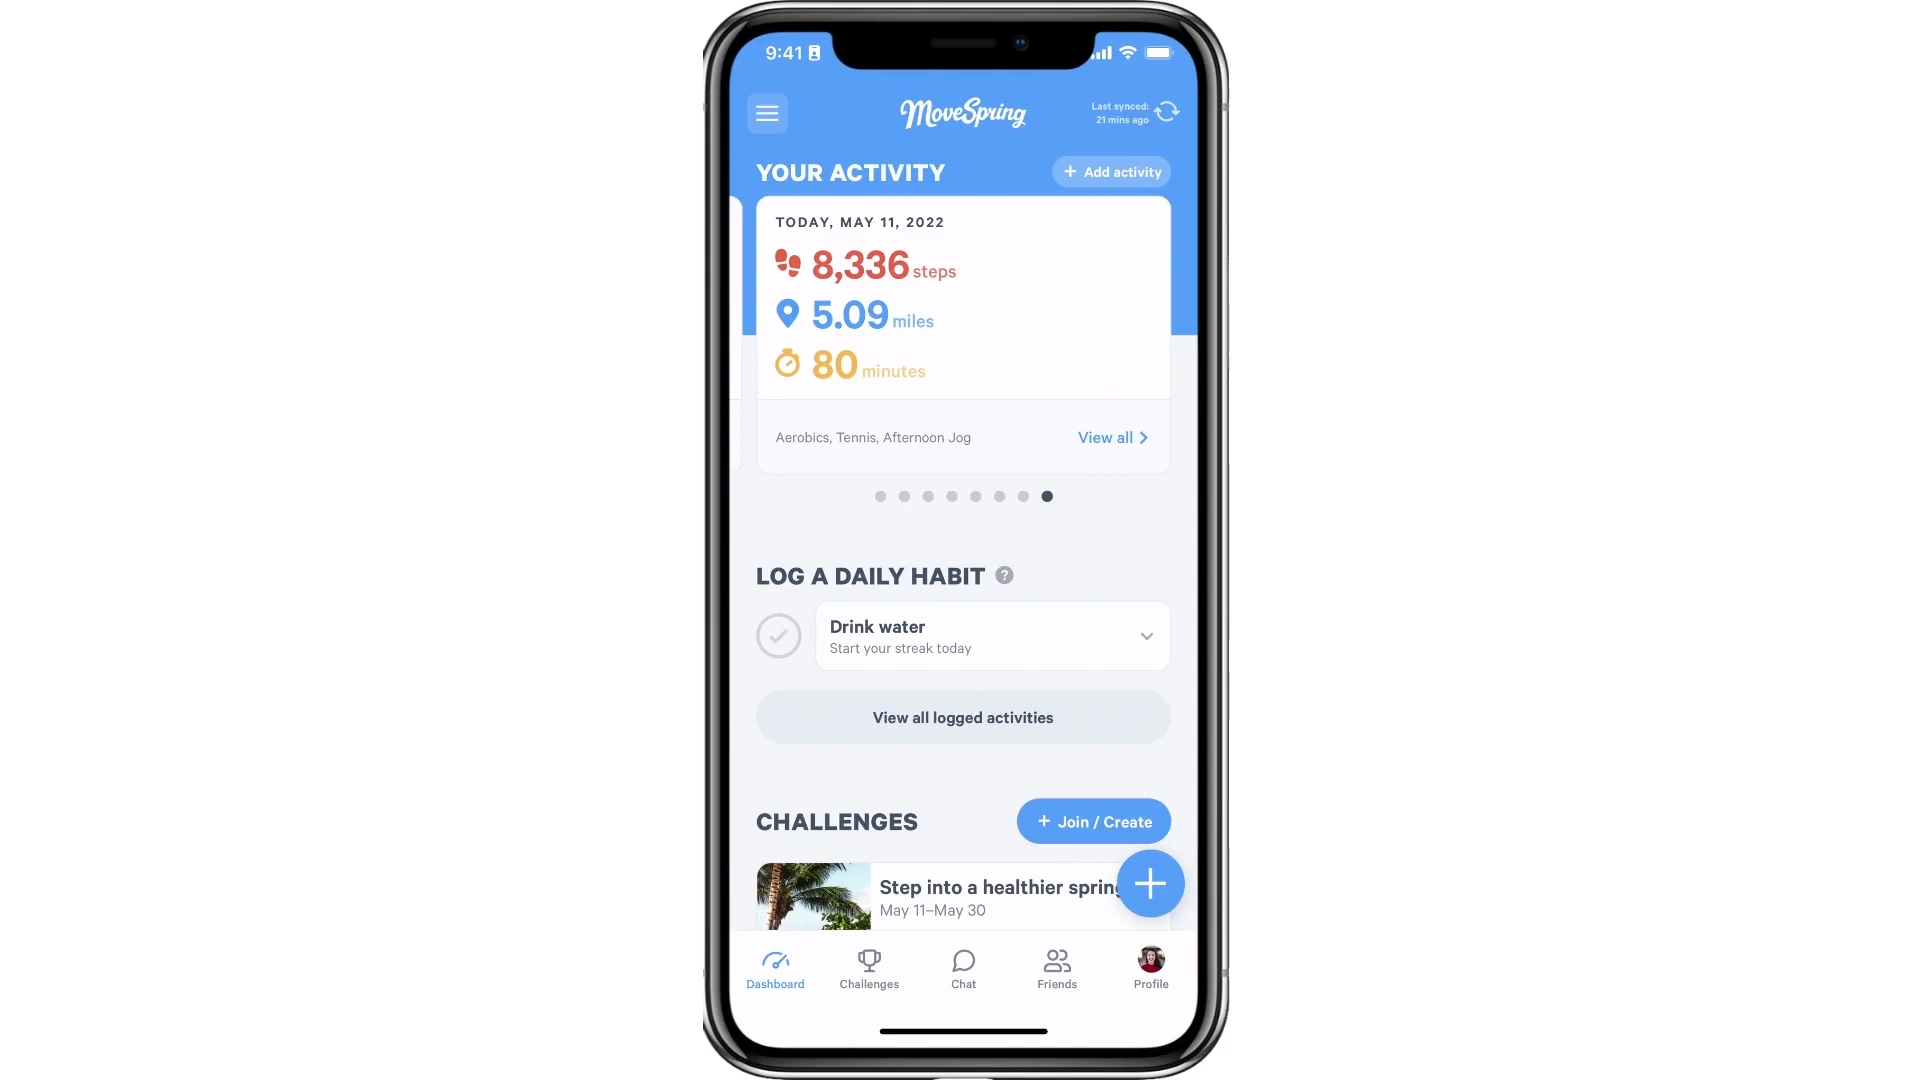 9:41
MoveSpring
Last synced:
21 mins ago
YOUR ACTIVITY
+ Add activity
TODAY, MAY 11, 2022
8,336 steps
5.09 miles
80 minutes
Aerobics, Tennis, Afternoon Jog
View all
LOG A DAILY HABIT ?
Drink water
Start your streak today
View all logged activities
CHALLENGES
+ Join / Create
Step into a healthier spring
May 11–May 30
Dashboard
Challenges
Chat
Friends
Profile